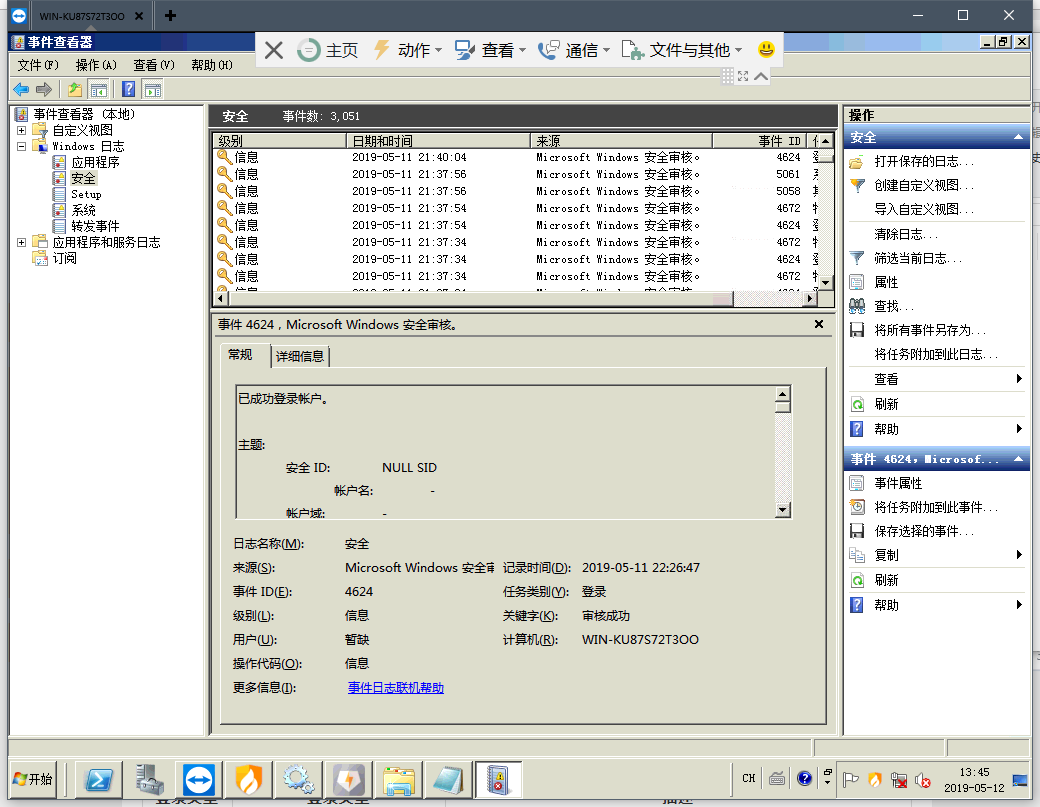 WIN-KU87S72T3OO
事件查看器
主页 动作 查看 通信 文件与其他
文件(F) 操作(A) 查看(V) 帮助(H)
事件查看器 (本地)
自定义视图
Windows 日志
应用程序
安全
Setup
系统
转发事件
应用程序和服务日志
订阅
安全 事件数: 3,051
级别 日期和时间 来源 事件 ID
信息 2019-05-11 21:40:04 Microsoft Windows 安全审核。 4624
信息 2019-05-11 21:37:56 Microsoft Windows 安全审核。 5061
信息 2019-05-11 21:37:56 Microsoft Windows 安全审核。 5058
信息 2019-05-11 21:37:54 Microsoft Windows 安全审核。 4672
信息 2019-05-11 21:37:54 Microsoft Windows 安全审核。 4624
信息 2019-05-11 21:37:34 Microsoft Windows 安全审核。 4672
信息 2019-05-11 21:37:34 Microsoft Windows 安全审核。 4624
信息 2019-05-11 21:37:34 Microsoft Windows 安全审核。 4672
事件 4624，Microsoft Windows 安全审核。
常规 详细信息
已成功登录帐户。
主题:
安全 ID: NULL SID
帐户名: -
帐户域: -
日志名称(M): 安全
来源(S): Microsoft Windows 安全审 记录时间(D): 2019-05-11 22:26:47
事件 ID(E): 4624 任务类别(Y): 登录
级别(L): 信息 关键字(K): 审核成功
用户(U): 暂缺 计算机(R): WIN-KU87S72T3OO
操作代码(O): 信息
更多信息(I): 事件日志联机帮助
操作
安全
打开保存的日志...
创建自定义视图...
导入自定义视图...
清除日志...
筛选当前日志...
属性
查找...
将所有事件另存为...
将任务附加到此日志...
查看
刷新
帮助
事件 4624，Microsof...
事件属性
将任务附加到此事件...
保存选择的事件...
复制
刷新
帮助
开始
CH
13:45
2019-05-12